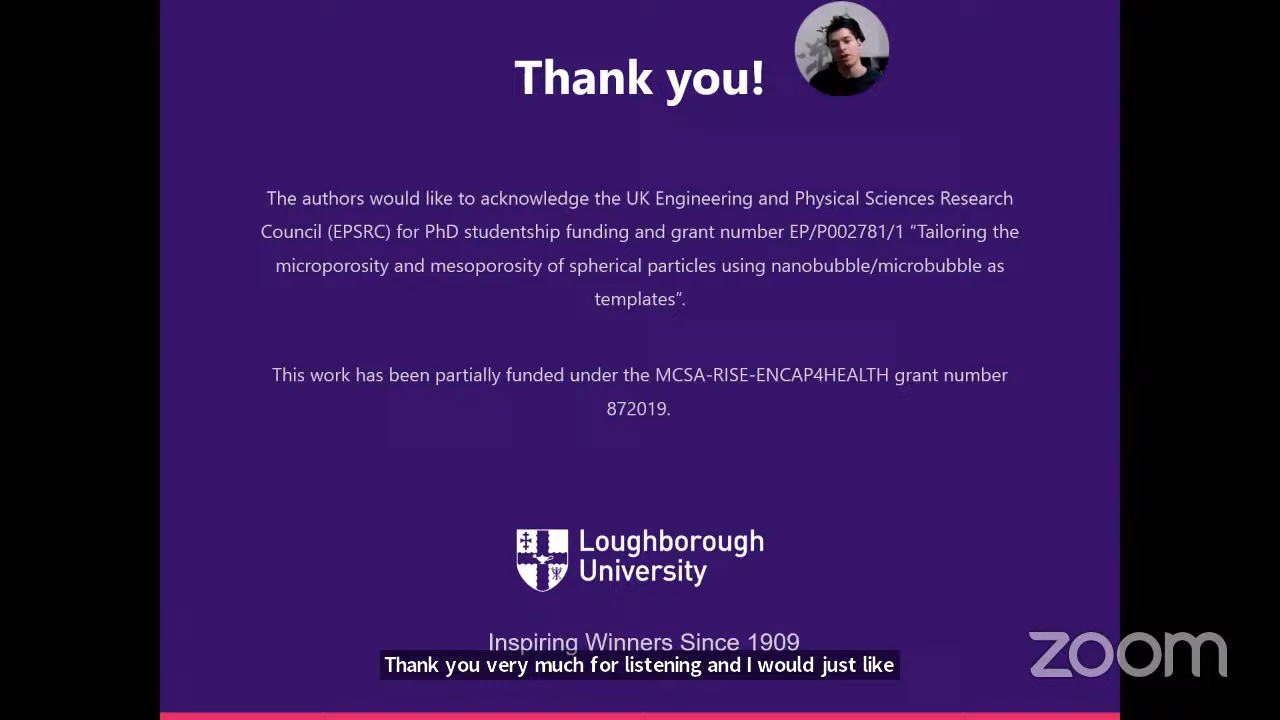 Thank you!
The authors would like to acknowledge the UK Engineering and Physical Sciences Research
Council (EPSRC) for PhD studentship funding and grant number EP/P002781/1 “Tailoring the
microporosity and mesoporosity of spherical particles using nanobubble/microbubble as
templates”.
This work has been partially funded under the MCSA-RISE-ENCAP4HEALTH grant number
872019.
Loughborough
University
Inspiring Winners Since 1909
Thank you very much for listening and I would just like
zoom